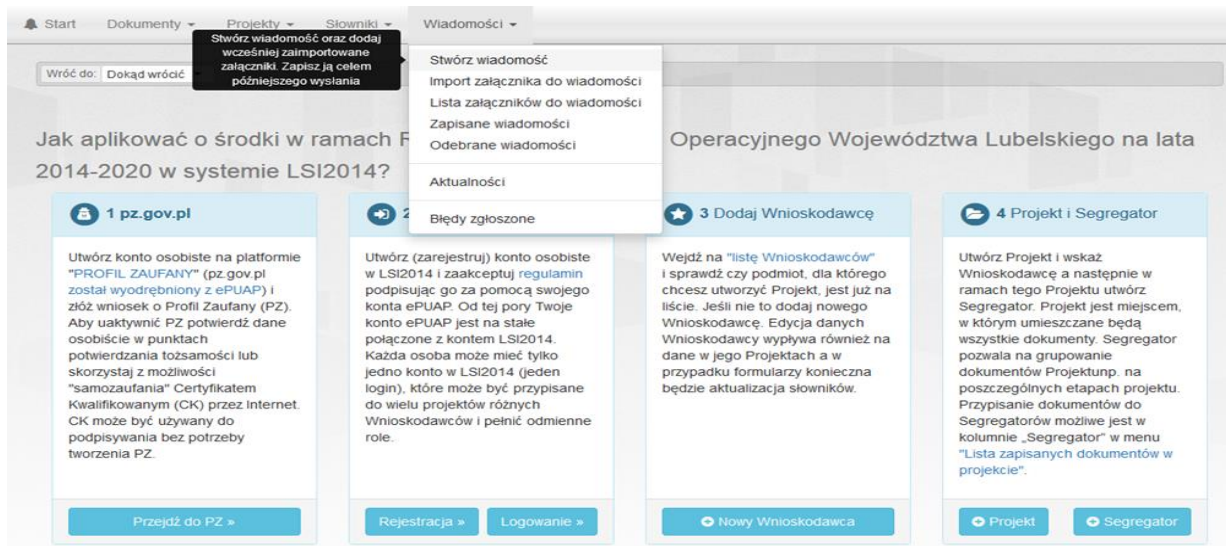 Start Dokumenty Projekty Słowniki Wiadomości
Stwórz wiadomość oraz dodaj
wcześniej zaimportowane
załączniki. Zapisz ją celem
późniejszego wysłania
Stwórz wiadomość
Import załącznika do wiadomości
Lista załączników do wiadomości
Zapisane wiadomości
Odebrane wiadomości
Aktualności
Błędy zgłoszone
Wróć do: Dokąd wrócić
Jak aplikować o środki w ramach R Operacyjnego Województwa Lubelskiego na lata
2014-2020 w systemie LSI2014?
1 pz.gov.pl
Utwórz konto osobiste na platformie
"PROFIL ZAUFANY" (pz.gov.pl
został wyodrębniony z ePUAP) i
złóż wniosek o Profil Zaufany (PZ).
Aby uaktywnić PZ potwierdź dane
osobiście w punktach
potwierdzania tożsamości lub
skorzystaj z możliwości
"samozaufania" Certyfikatem
Kwalifikowanym (CK) przez Internet.
CK może być używany do
podpisywania bez potrzeby
tworzenia PZ.
Przejdź do PZ »
2
Utwórz (zarejestruj) konto osobiste
w LSI2014 i zaakceptuj regulamin
podpisując go za pomocą swojego
konta ePUAP. Od tej pory Twoje
konto ePUAP jest na stałe
połączone z kontem LSI2014.
Każda osoba może mieć tylko
jedno konto w LSI2014 (jeden
login), które może być przypisane
do wielu projektów różnych
Wnioskodawców i pełnić odmienne
role.
Rejestracja » Logowanie »
3 Dodaj Wnioskodawcę
Wejdź na "listę Wnioskodawców"
i sprawdź czy podmiot, dla którego
chcesz utworzyć Projekt, jest już na
liście. Jeśli nie to dodaj nowego
Wnioskodawcę. Edycja danych
Wnioskodawcy wypływa również na
dane w jego Projektach a w
przypadku formularzy konieczna
będzie aktualizacja słowników.
Nowy Wnioskodawca
4 Projekt i Segregator
Utwórz Projekt i wskaż
Wnioskodawcę a następnie w
ramach tego Projektu utwórz
Segregator. Projekt jest miejscem,
w którym umieszczane będą
wszystkie dokumenty. Segregator
pozwala na grupowanie
dokumentów Projektunp. na
poszczególnych etapach projektu.
Przypisanie dokumentów do
Segregatorów możliwe jest w
kolumnie „Segregator" w menu
"Lista zapisanych dokumentów w
projekcie".
Projekt Segregator